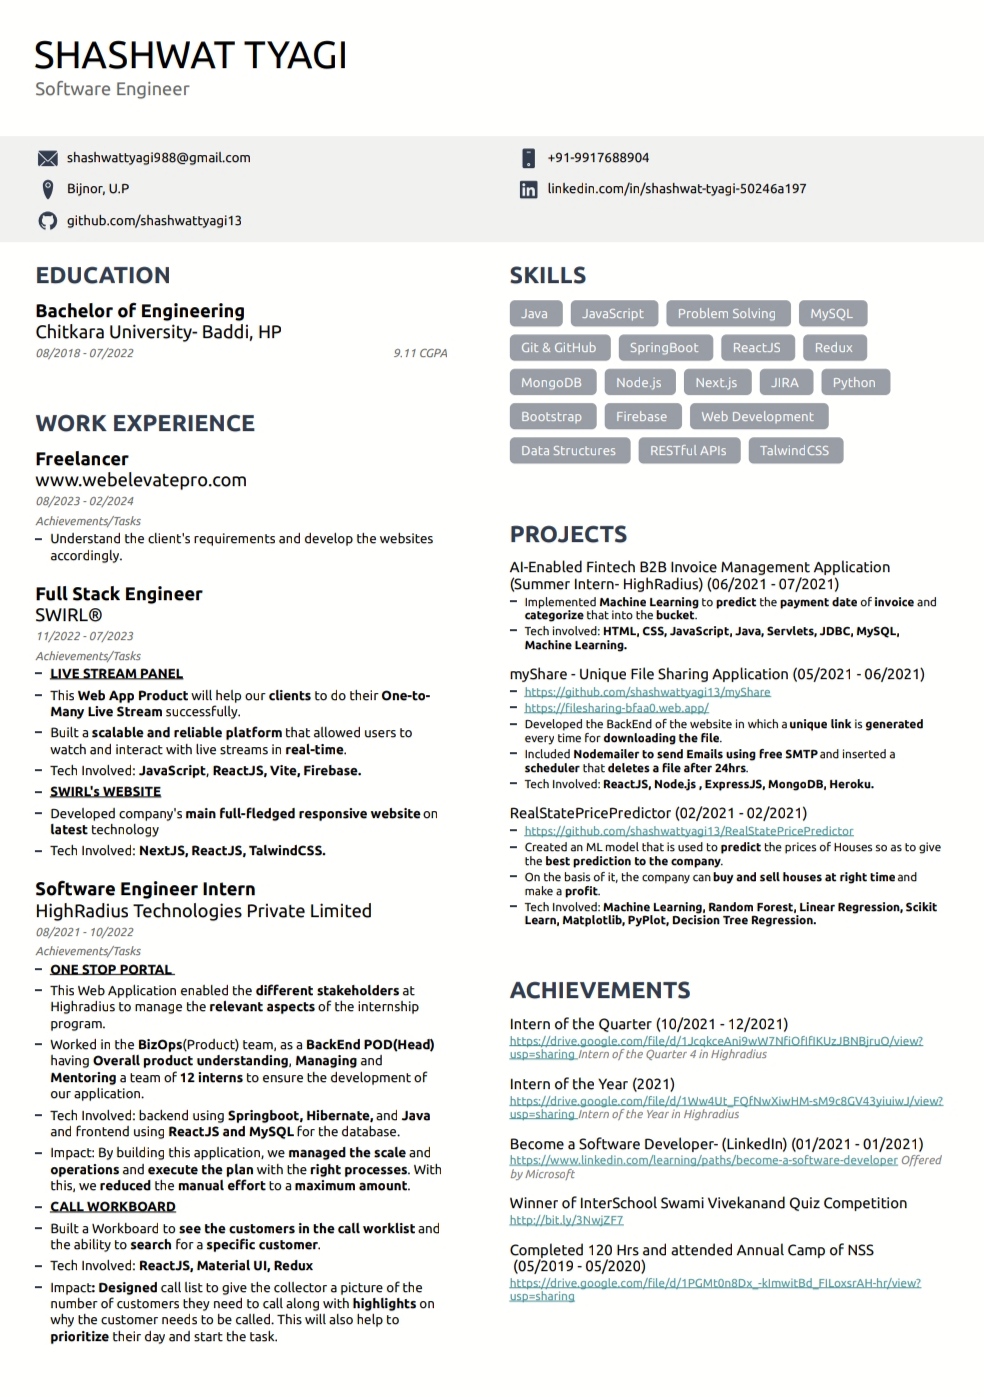 SHASHWAT TYAGI
Software Engineer
shashwattyagi988@gmail.com
+91-9917688904
Bijnor, U.P
linkedin.com/in/shashwat-tyagi-50246a197
github.com/shashwattyagi13
EDUCATION
Bachelor of Engineering
Chitkara University- Baddi, HP
08/2018 - 07/2022
9.11 CGPA
WORK EXPERIENCE
Freelancer
www.webelevatepro.com
08/2023 - 02/2024
Achievements/Tasks
– Understand the client's requirements and develop the websites
accordingly.
Full Stack Engineer
SWIRL®
11/2022 - 07/2023
Achievements/Tasks
– LIVE STREAM PANEL
– This Web App Product will help our clients to do their One-to-
Many Live Stream successfully.
– Built a scalable and reliable platform that allowed users to
watch and interact with live streams in real-time.
– Tech Involved: JavaScript, ReactJS, Vite, Firebase.
– SWIRL's WEBSITE
– Developed company's main full-fledged responsive website on
latest technology
– Tech Involved: NextJS, ReactJS, TalwindCSS.
Software Engineer Intern
HighRadius Technologies Private Limited
08/2021 - 10/2022
Achievements/Tasks
– ONE STOP PORTAL
– This Web Application enabled the different stakeholders at
Highradius to manage the relevant aspects of the internship
program.
– Worked in the BizOps(Product) team, as a BackEnd POD(Head)
having Overall product understanding, Managing and
Mentoring a team of 12 interns to ensure the development of
our application.
– Tech Involved: backend using Springboot, Hibernate, and Java
and frontend using ReactJS and MySQL for the database.
– Impact: By building this application, we managed the scale and
operations and execute the plan with the right processes. With
this, we reduced the manual effort to a maximum amount.
– CALL WORKBOARD
– Built a Workboard to see the customers in the call worklist and
the ability to search for a specific customer.
– Tech Involved: ReactJS, Material UI, Redux
– Impact: Designed call list to give the collector a picture of the
number of customers they need to call along with highlights on
why the customer needs to be called. This will also help to
prioritize their day and start the task.
SKILLS
Java JavaScript Problem Solving MySQL
Git & GitHub SpringBoot ReactJS Redux
MongoDB Node.js Next.js JIRA Python
Bootstrap Firebase Web Development
Data Structures RESTful APIs TalwindCSS
PROJECTS
AI-Enabled Fintech B2B Invoice Management Application
(Summer Intern- HighRadius) (06/2021 - 07/2021)
– Implemented Machine Learning to predict the payment date of invoice and
categorize that into the bucket.
– Tech involved: HTML, CSS, JavaScript, Java, Servlets, JDBC, MySQL,
Machine Learning.
myShare - Unique File Sharing Application (05/2021 - 06/2021)
– https://github.com/shashwattyagi13/myShare
– https://filesharing-bfaa0.web.app/
– Developed the BackEnd of the website in which a unique link is generated
every time for downloading the file.
– Included Nodemailer to send Emails using free SMTP and inserted a
scheduler that deletes a file after 24hrs.
– Tech Involved: ReactJS, Node.js , ExpressJS, MongoDB, Heroku.
RealStatePricePredictor (02/2021 - 02/2021)
– https://github.com/shashwattyagi13/RealStatePricePredictor
– Created an ML model that is used to predict the prices of Houses so as to give
the best prediction to the company.
– On the basis of it, the company can buy and sell houses at right time and
make a profit.
– Tech Involved: Machine Learning, Random Forest, Linear Regression, Scikit
Learn, Matplotlib, PyPlot, Decision Tree Regression.
ACHIEVEMENTS
Intern of the Quarter (10/2021 - 12/2021)
https://drive.google.com/file/d/1JcqkceAni9wW7NfiOfIfIKUzJBNBjruO/view?
usp=sharing Intern of the Quarter 4 in Highradius
Intern of the Year (2021)
https://drive.google.com/file/d/1Ww4Ut_FQfNwXiwHM-sM9c8GV43yiuiwJ/view?
usp=sharing Intern of the Year in Highradius
Become a Software Developer- (LinkedIn) (01/2021 - 01/2021)
https://www.linkedin.com/learning/paths/become-a-software-developer Offered
by Microsoft
Winner of InterSchool Swami Vivekanand Quiz Competition
http://bit.ly/3NwjZF7
Completed 120 Hrs and attended Annual Camp of NSS
(05/2019 - 05/2020)
https://drive.google.com/file/d/1PGMt0n8Dx_-kImwitBd_FILoxsrAH-hr/view?
usp=sharing